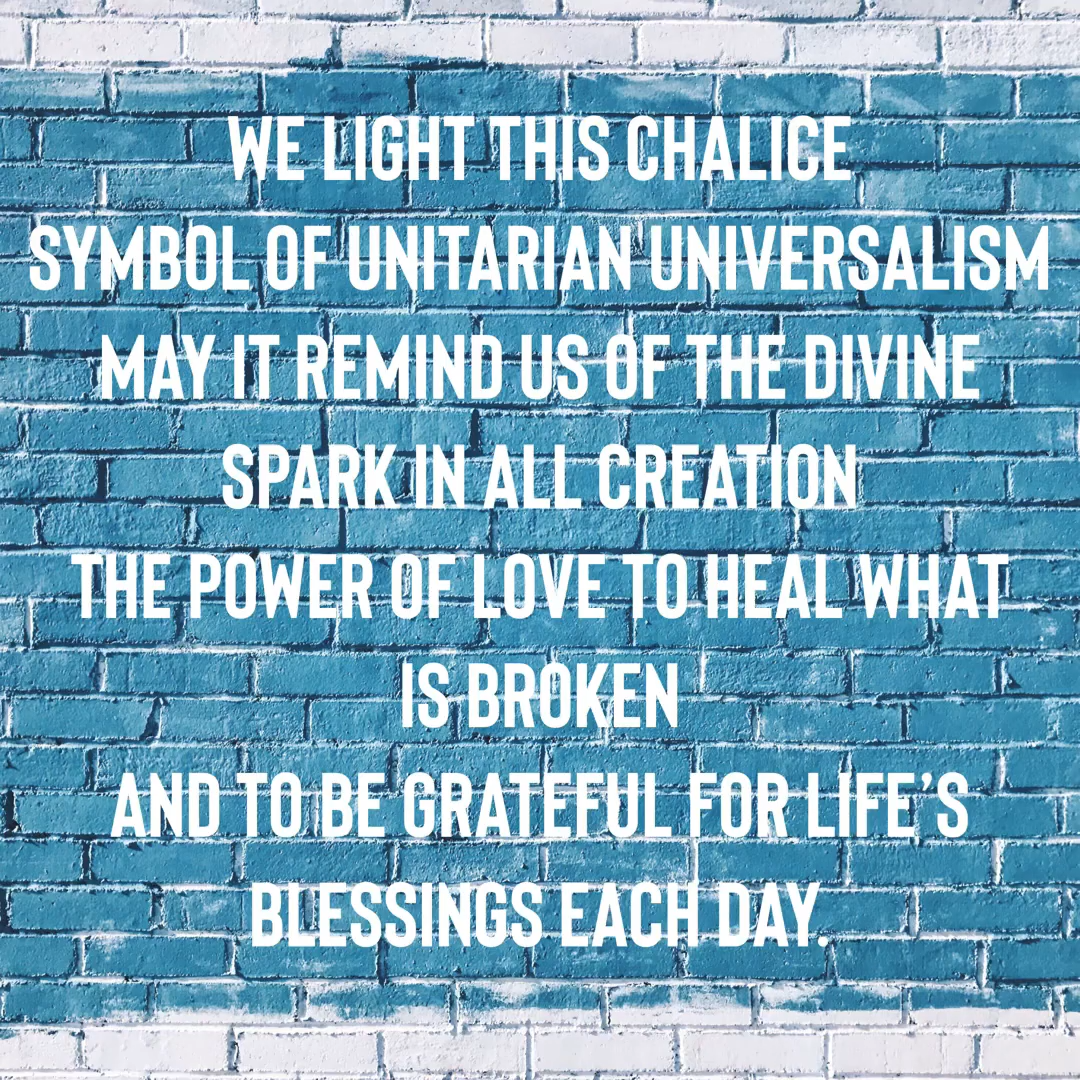 WE LIGHT THIS CHALICE
SYMBOL OF UNITARIAN UNIVERSALISM
MAY IT REMIND US OF THE DIVINE
SPARK IN ALL CREATION
THE POWER OF LOVE TO HEAL WHAT
IS BROKEN
AND TO BE GRATEFUL FOR LIFE’S
BLESSINGS EACH DAY.